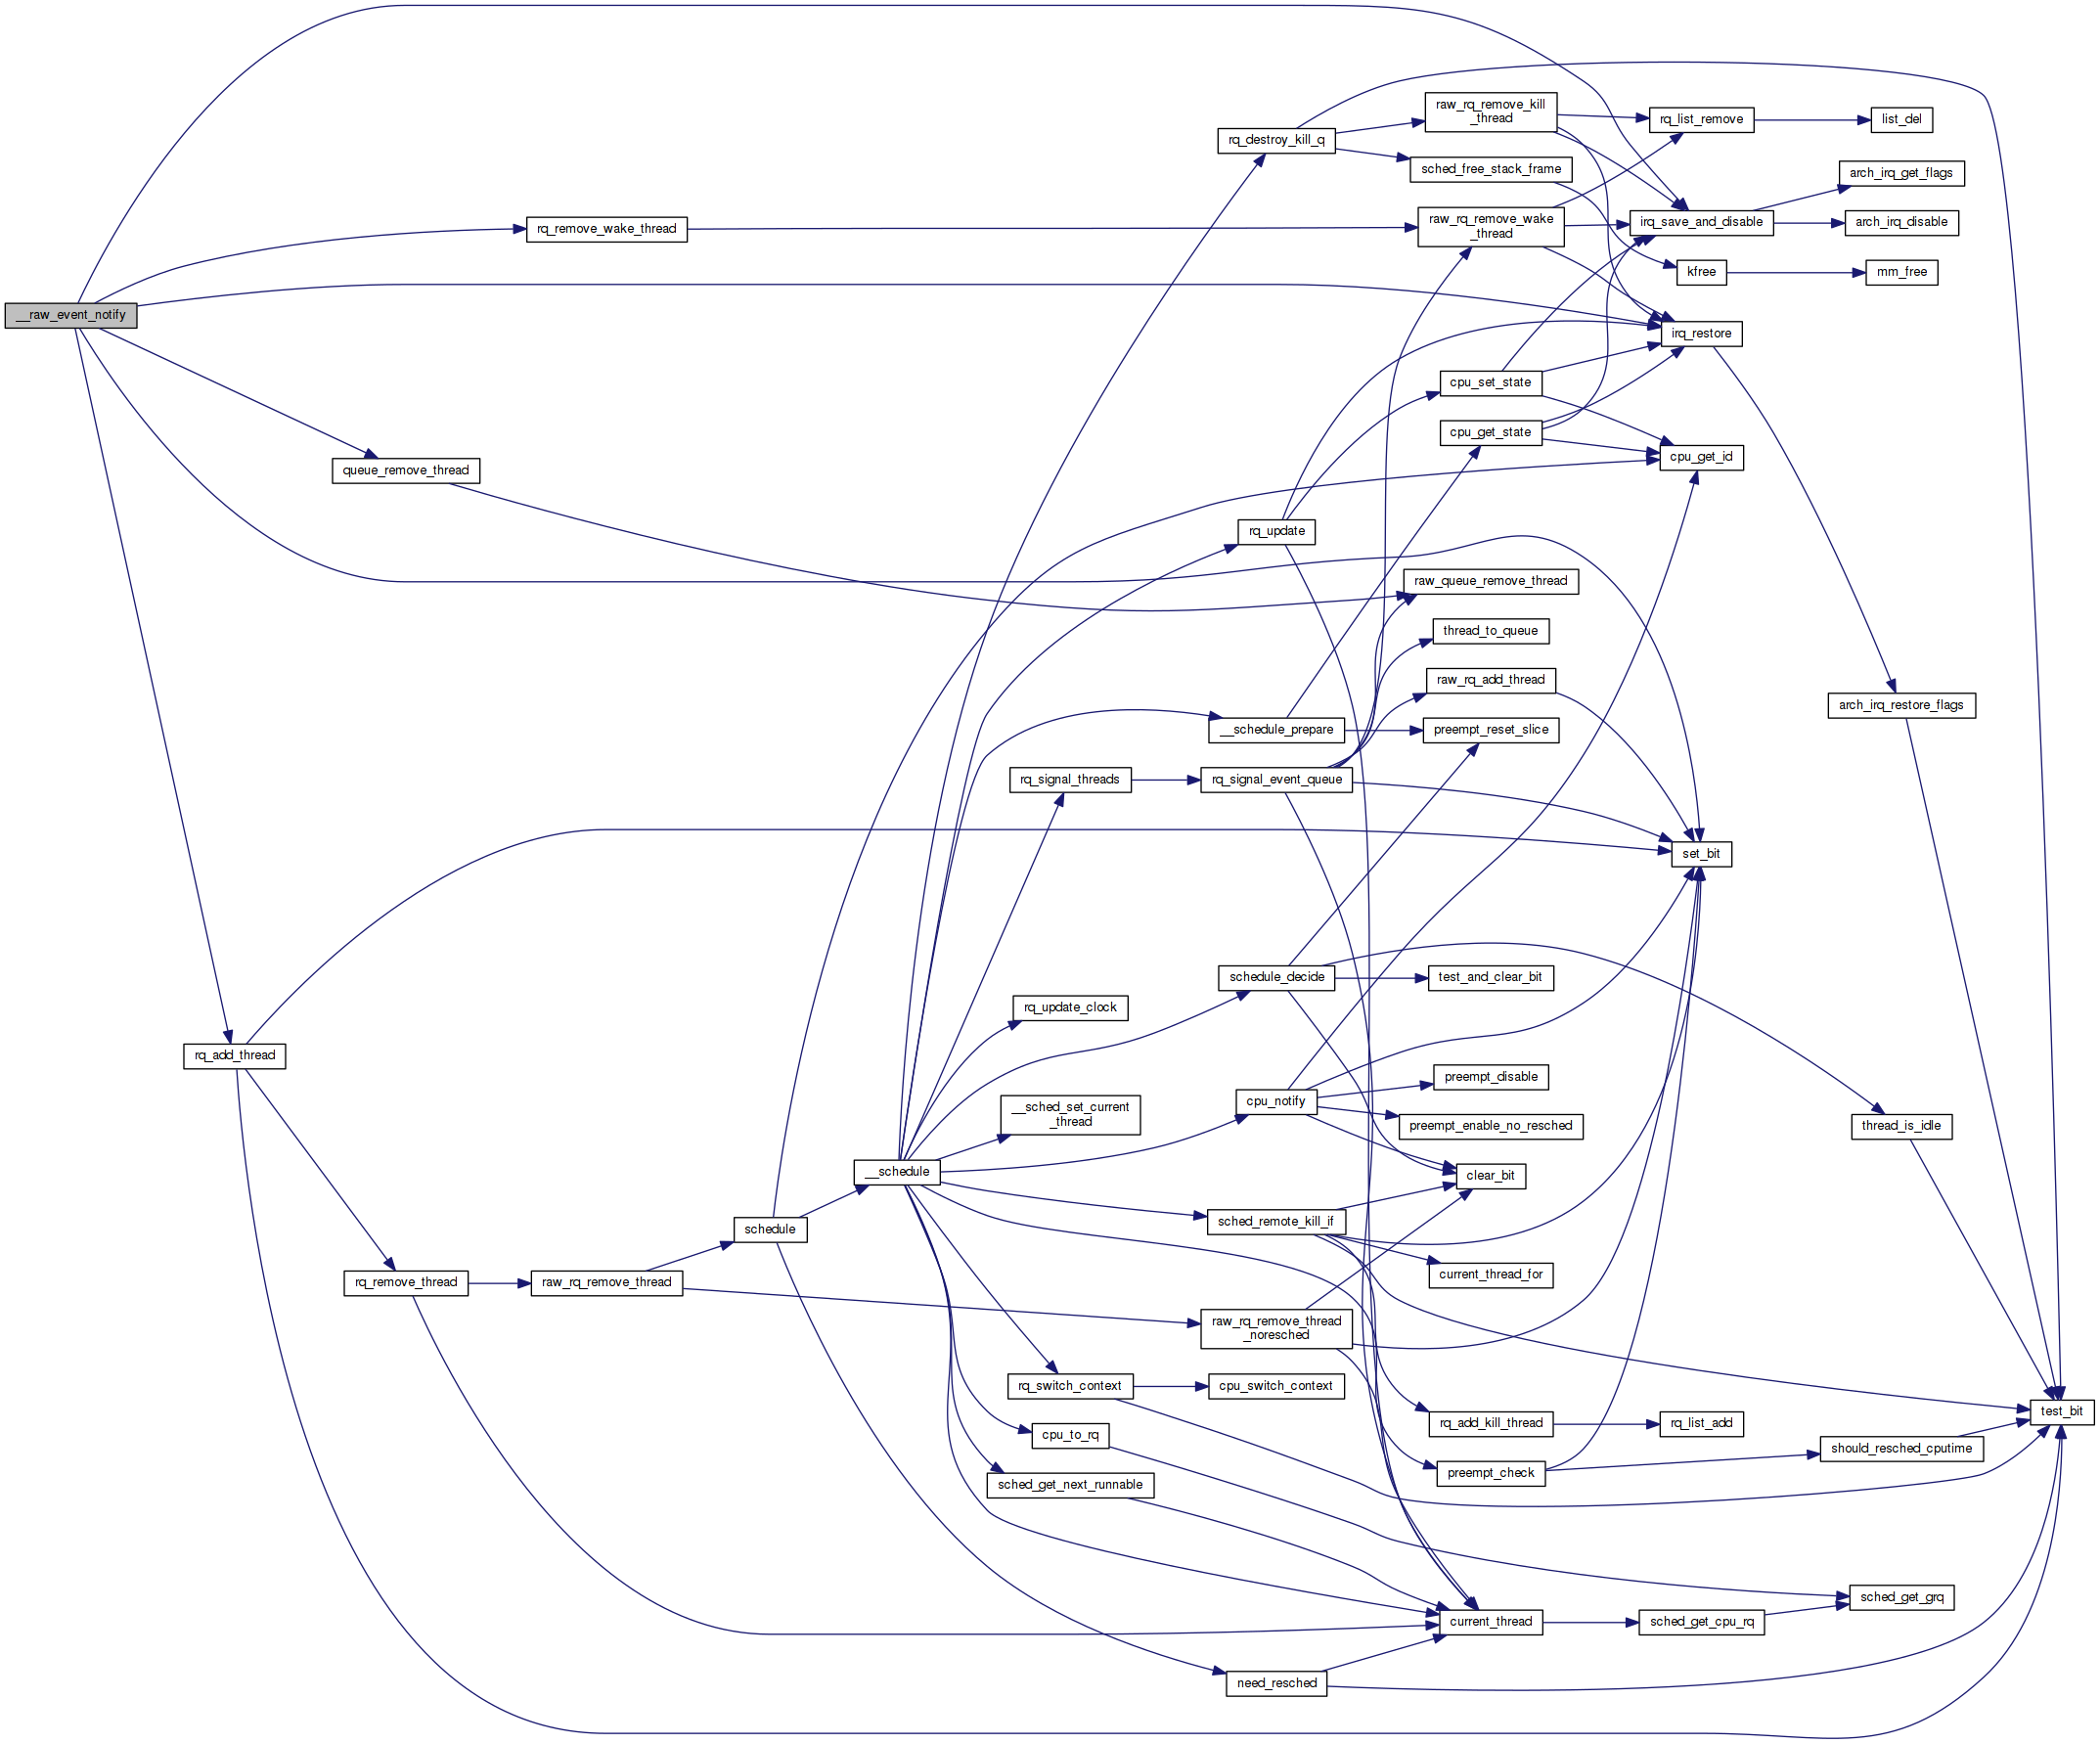 __raw_event_notify
rq_remove_wake_thread
queue_remove_thread
rq_add_thread
rq_remove_thread
raw_rq_remove_thread
schedule
__schedule
rq_signal_threads
rq_update_clock
__sched_set_current
_thread
rq_switch_context
cpu_to_rq
sched_get_next_runnable
rq_destroy_kill_q
rq_update
__schedule_prepare
rq_signal_event_queue
schedule_decide
cpu_notify
sched_remote_kill_if
raw_rq_remove_thread
_noresched
cpu_switch_context
need_resched
raw_rq_remove_kill
_thread
sched_free_stack_frame
raw_rq_remove_wake
_thread
cpu_set_state
cpu_get_state
raw_queue_remove_thread
thread_to_queue
raw_rq_add_thread
preempt_reset_slice
test_and_clear_bit
preempt_disable
preempt_enable_no_resched
clear_bit
current_thread_for
rq_add_kill_thread
preempt_check
current_thread
rq_list_remove
irq_save_and_disable
kfree
irq_restore
cpu_get_id
set_bit
rq_list_add
sched_get_cpu_rq
list_del
arch_irq_get_flags
arch_irq_disable
mm_free
arch_irq_restore_flags
thread_is_idle
should_resched_cputime
sched_get_grq
test_bit